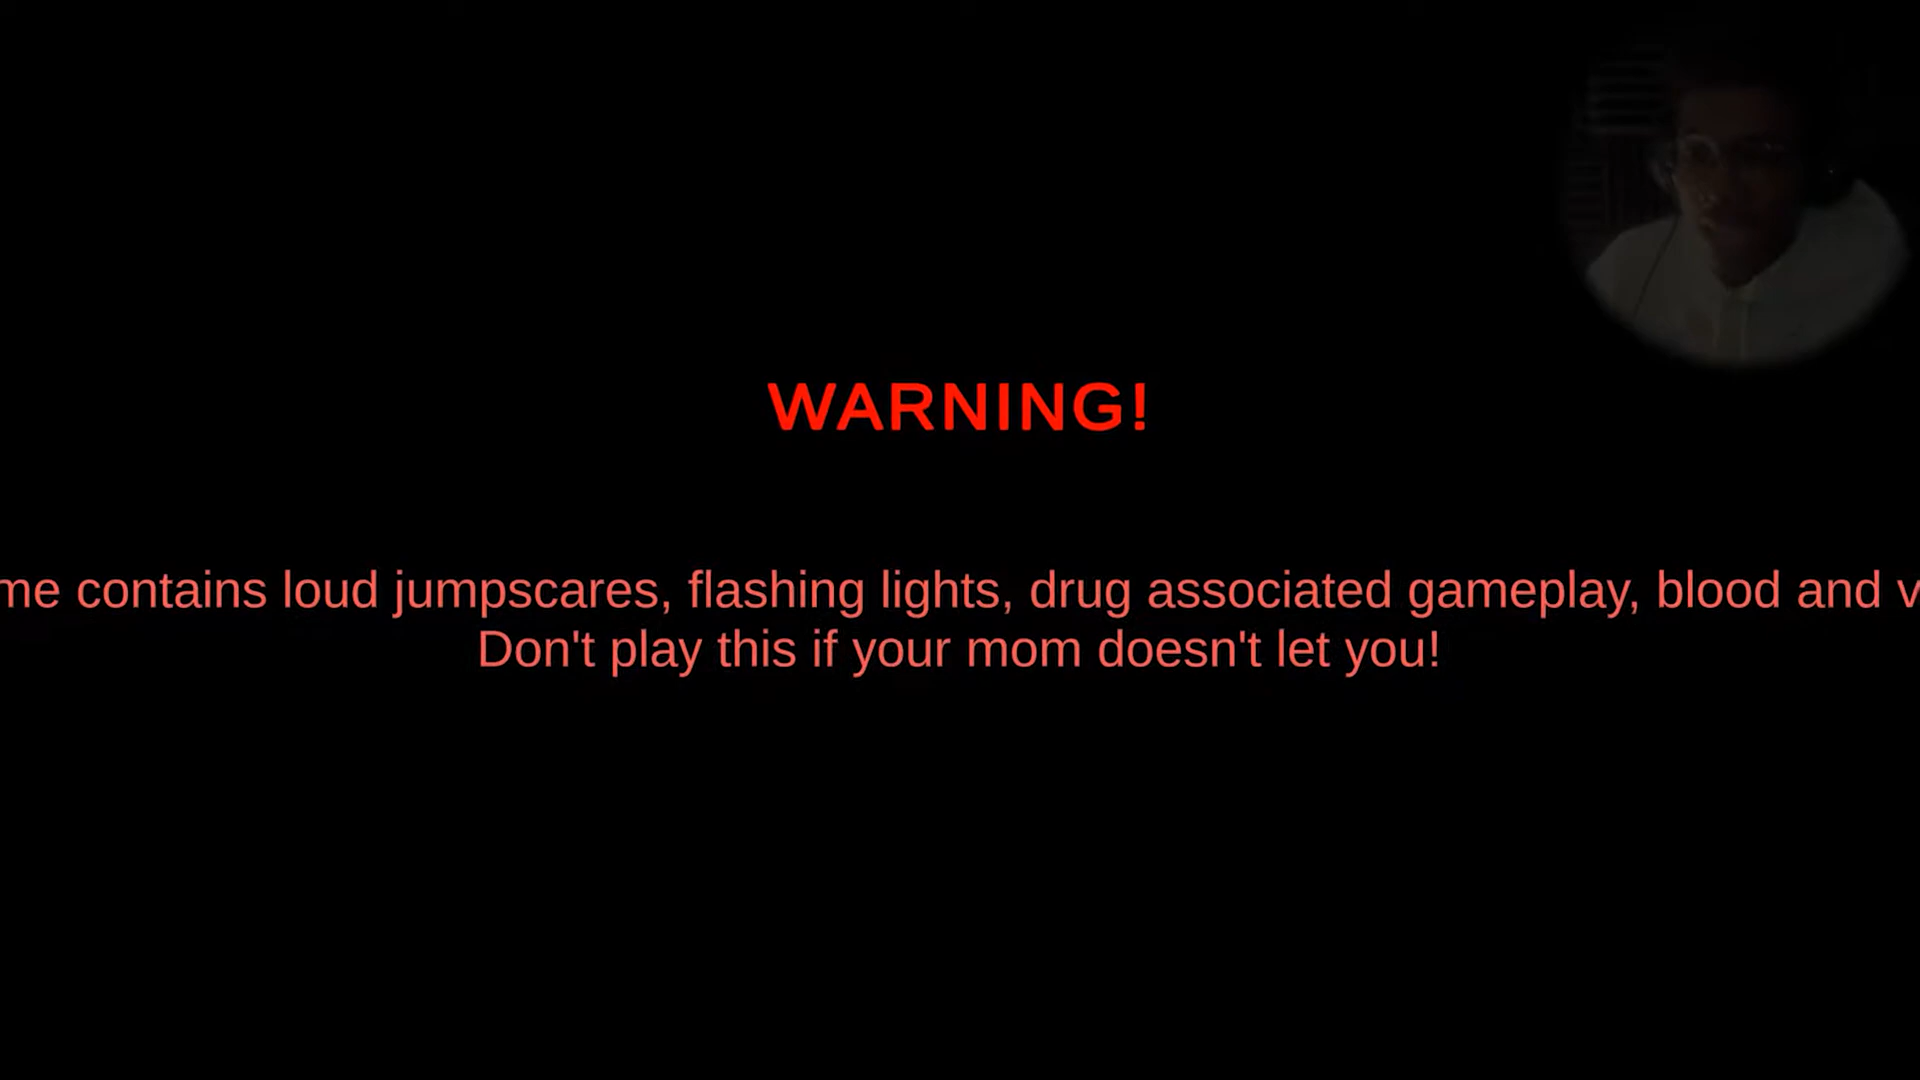 WARNING!
me contains loud jumpscares, flashing lights, drug associated gameplay, blood and v
Don't play this if your mom doesn't let you!